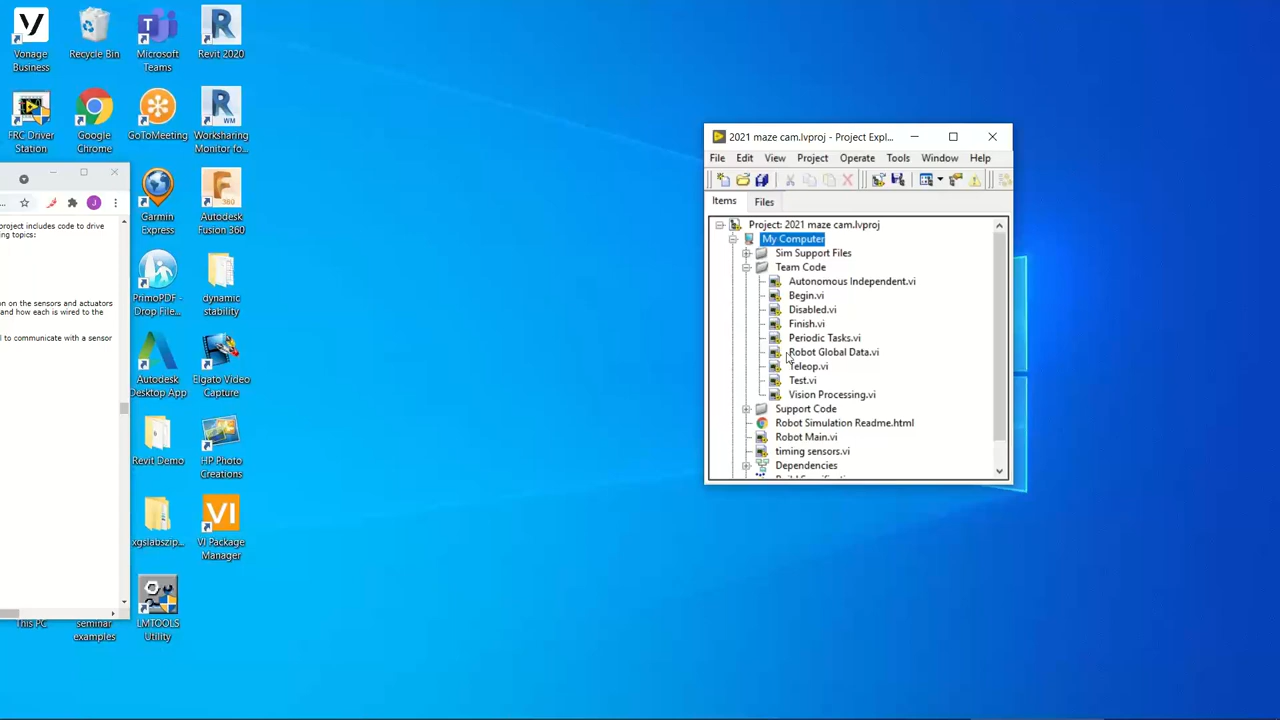 Vonage
Business
Recycle Bin
Microsoft
Teams
Revit 2020
FRC Driver
Station
Google
Chrome
GoToMeeting
Worksharing
Monitor fo...
WM
Garmin
Express
Autodesk
Fusion 360
PrimoPDF -
Drop File...
dynamic
stability
Autodesk
Desktop App
Elgato Video
Capture
Revit Demo
HP Photo
Creations
xgslabszip...
VI
VI Package
Manager
This PC
seminar
examples
LMTOOLS
Utility
project includes code to drive
ing topics:
on on the sensors and actuators
and how each is wired to the
l to communicate with a sensor
2021 maze cam.lvproj - Project Expl...
File Edit View Project Operate Tools Window Help
Items Files
Project: 2021 maze cam.lvproj
My Computer
Sim Support Files
Team Code
Autonomous Independent.vi
Begin.vi
Disabled.vi
Finish.vi
Periodic Tasks.vi
Robot Global Data.vi
Teleop.vi
Test.vi
Vision Processing.vi
Support Code
Robot Simulation Readme.html
Robot Main.vi
timing sensors.vi
Dependencies